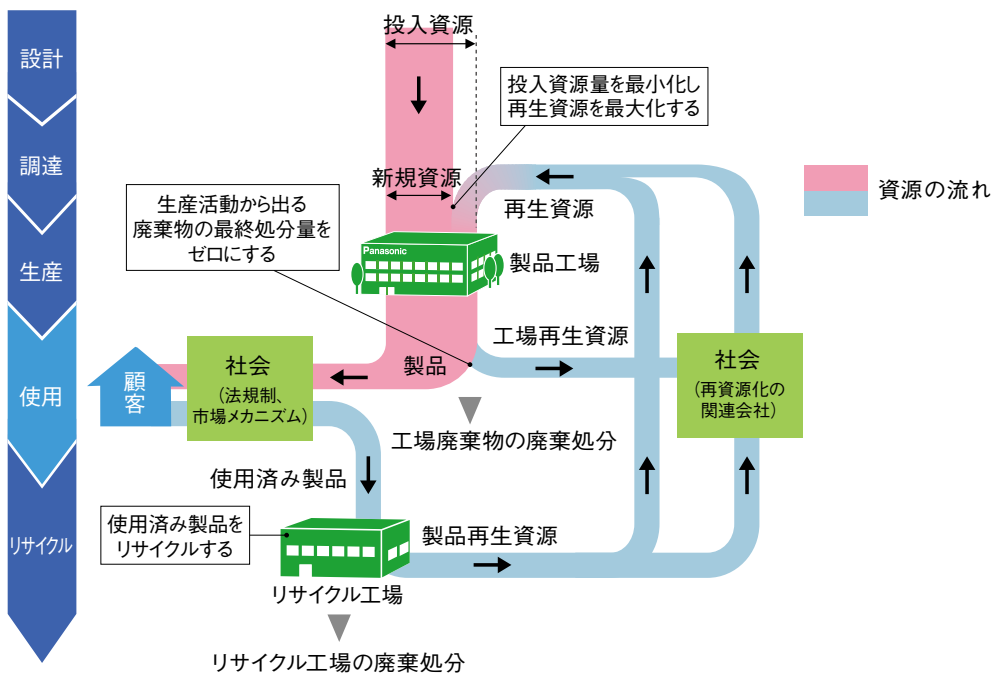 設計
調達
生産
使用
リサイクル
投入資源
投入資源量を最小化し
再生資源を最大化する
新規資源
再生資源
資源の流れ
生産活動から出る
廃棄物の最終処分量を
ゼロにする
Panasonic
製品工場
工場再生資源
製品
社会
(法規制、
市場メカニズム)
顧客
社会
(再資源化の
関連会社)
工場廃棄物の廃棄処分
使用済み製品
使用済み製品を
リサイクルする
製品再生資源
リサイクル工場
リサイクル工場の廃棄処分